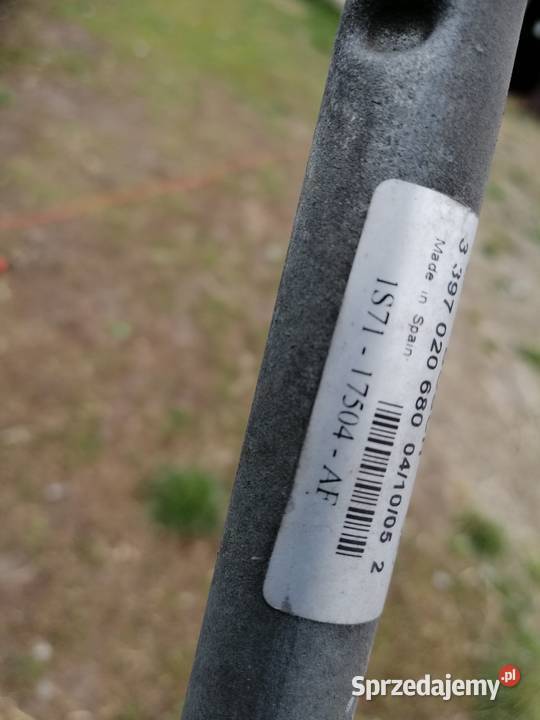 3 397 020 680 04/10/05 2
Made in Spain
1S71-17504-AF
Sprzedajemy.pl